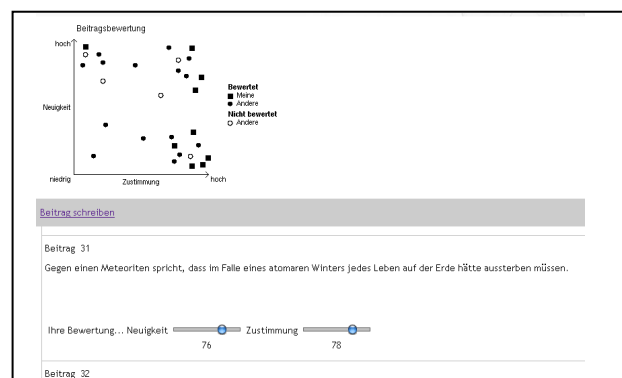 Beitragsbewertung
hoch
Neuigkeit
niedrig
Zustimmung
hoch
Bewertet
Meine
Andere
Nicht bewertet
Andere
Beitrag schreiben
Beitrag 31
Gegen einen Meteoriten spricht, dass im Falle eines atomaren Winters jedes Leben auf der Erde hätte aussterben müssen.
Ihre Bewertung... Neuigkeit Zustimmung
76 78
Beitrag 32